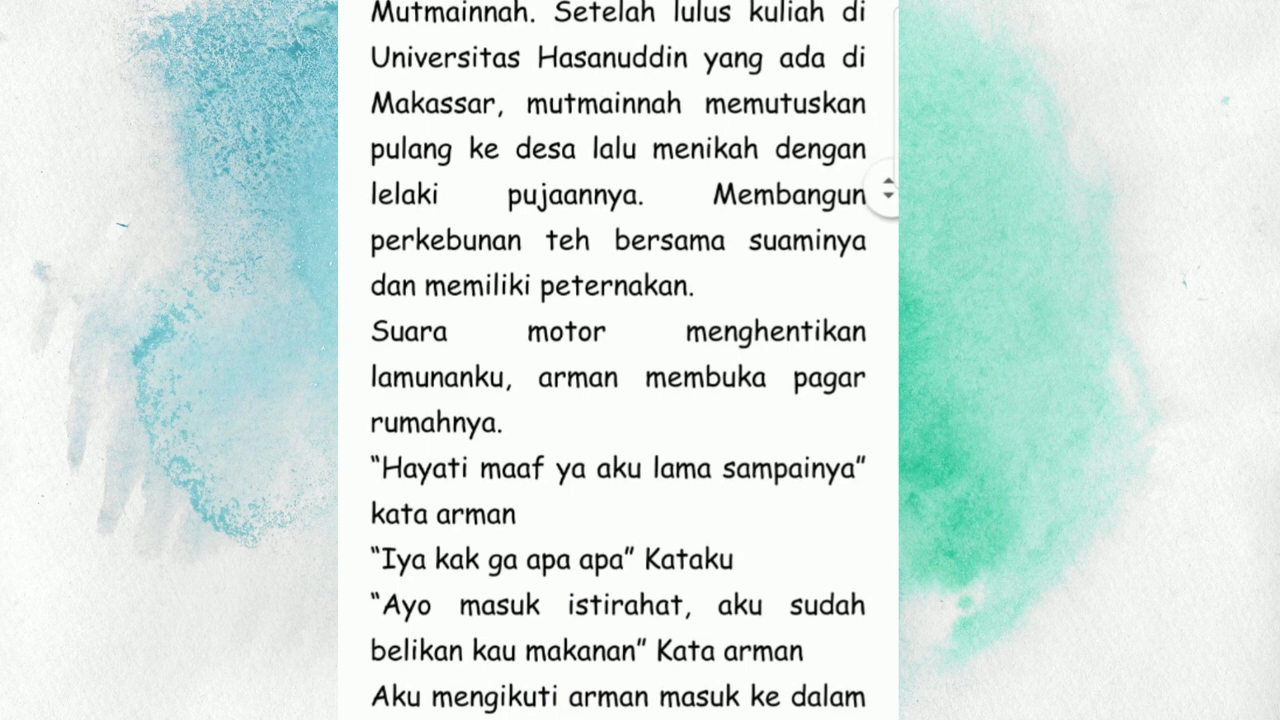 Mutmainnah. Setelah lulus kuliah di
Universitas Hasanuddin yang ada di
Makassar, mutmainnah memutuskan
pulang ke desa lalu menikah dengan
lelaki pujaannya. Membangun
perkebunan teh bersama suaminya
dan memiliki peternakan.
Suara motor menghentikan
lamunanku, arman membuka pagar
rumahnya.
“Hayati maaf ya aku lama sampainya”
kata arman
“Iya kak ga apa apa” Kataku
“Ayo masuk istirahat, aku sudah
belikan kau makanan” Kata arman
Aku mengikuti arman masuk ke dalam